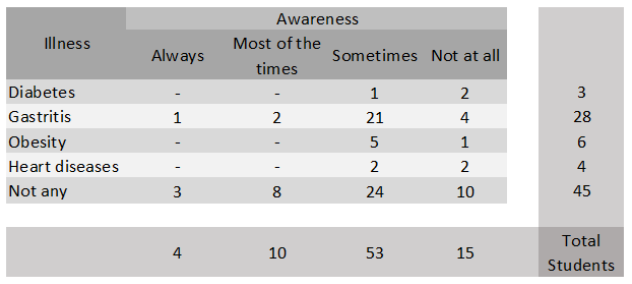 Awareness
Illness Always Most of the times Sometimes Not at all
Diabetes - - 1 2 3
Gastritis 1 2 21 4 28
Obesity - - 5 1 6
Heart diseases - - 2 2 4
Not any 3 8 24 10 45
4 10 53 15 Total Students